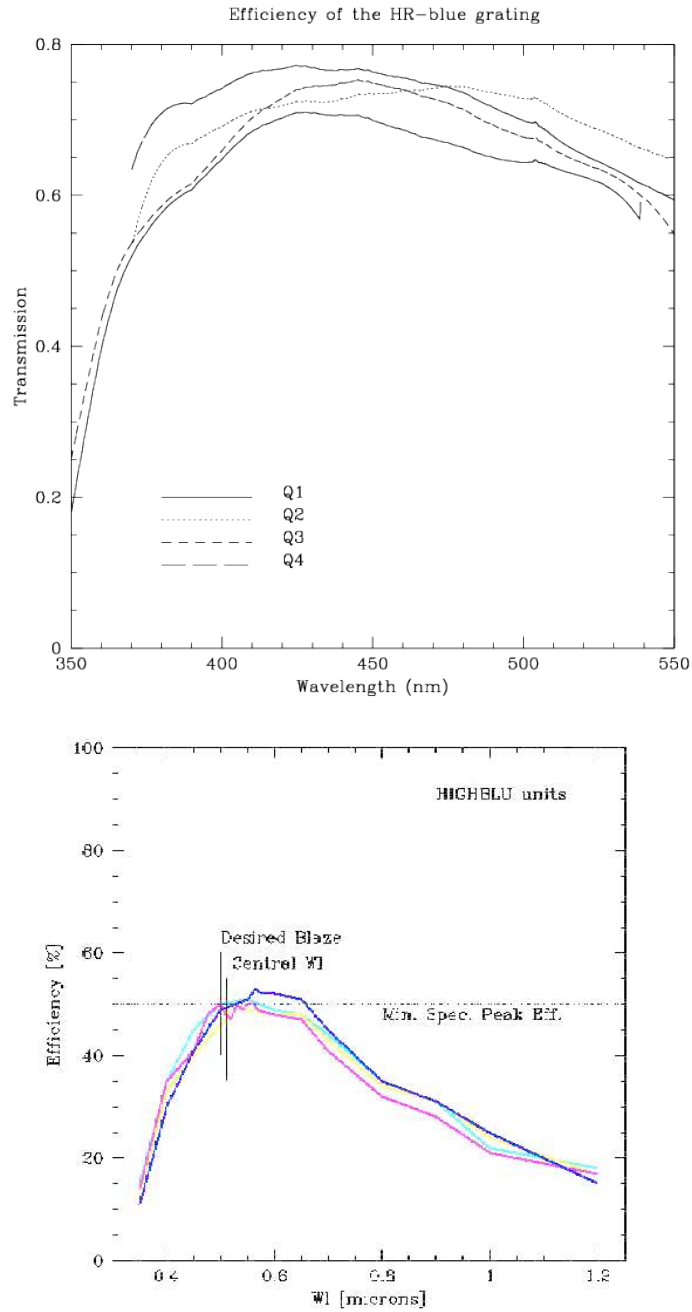 Efficiency of the HR-blue grating
0.8
0.6
0.4
0.2
0
Transmission
Q1
Q2
Q3
Q4
350
400
450
500
550
Wavelength (nm)
100
80
60
40
20
0
Efficiency [%]
HIGHBLU units
Desired Blaze
Central Wl
Min. Spec. Peak Eff.
0.4
0.6
0.8
1
1.2
Wl [microns]